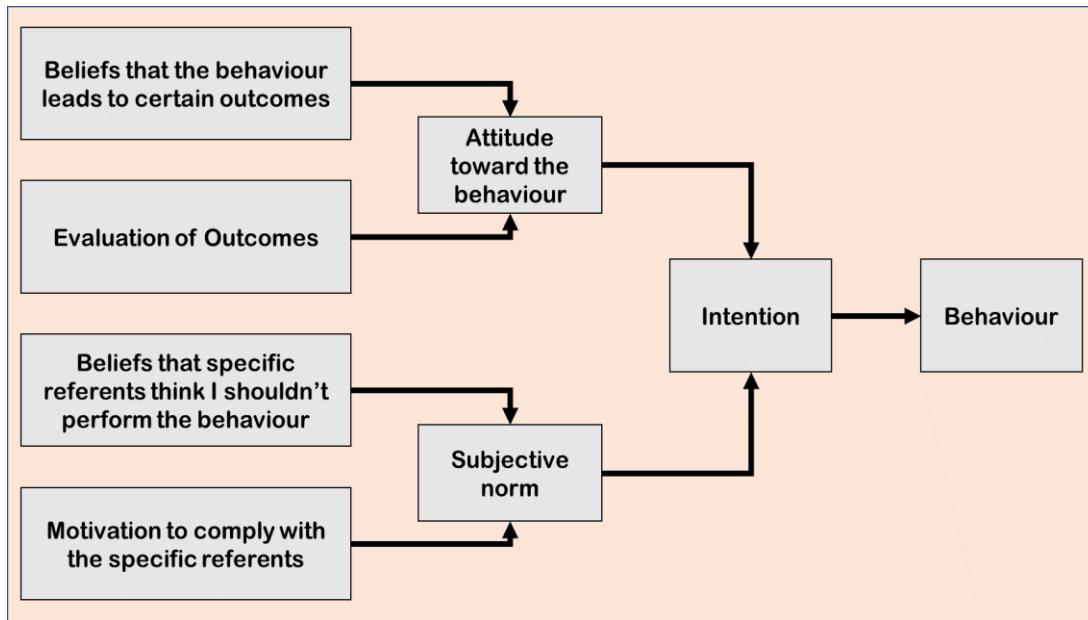 Beliefs that the behaviour
leads to certain outcomes
Attitude
toward the
behaviour
Evaluation of Outcomes
Intention
Behaviour
Beliefs that specific
referents think I shouldn't
perform the behaviour
Subjective
norm
Motivation to comply with
the specific referents